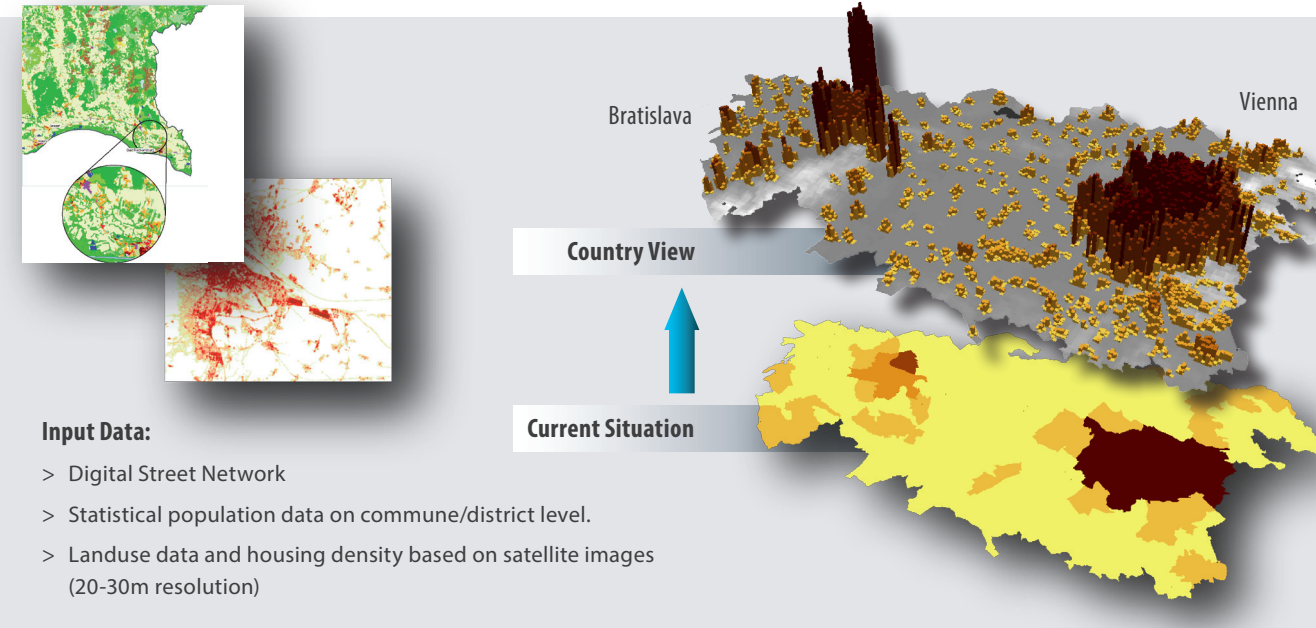 Bratislava
Vienna
Country View
Current Situation
Input Data:
> Digital Street Network
> Statistical population data on commune/district level.
> Landuse data and housing density based on satellite images
(20-30m resolution)